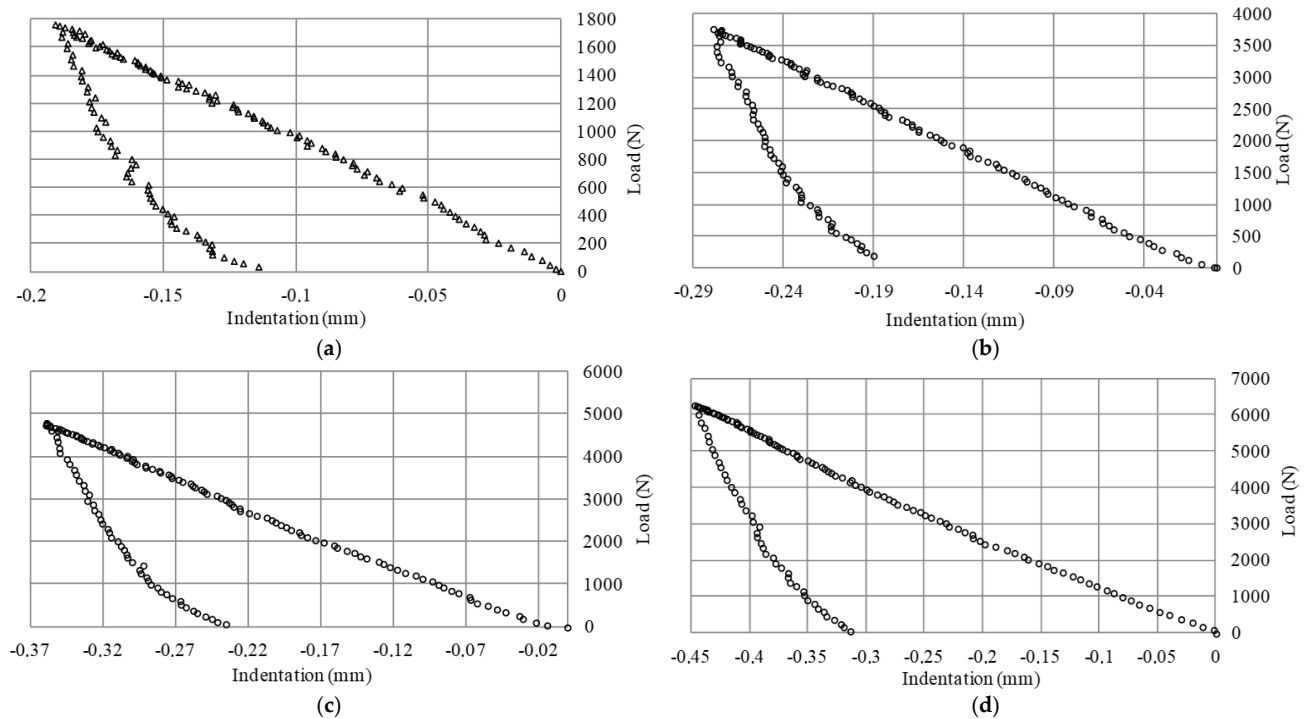 1800
1600
1400
1200
1000
800
600
400
200
0
Load (N)
-0.2 -0.15 -0.1 -0.05 0
Indentation (mm)
(a)
4000
3500
3000
2500
2000
1500
1000
500
0
Load (N)
-0.29 -0.24 -0.19 -0.14 -0.09 -0.04
Indentation (mm)
(b)
6000
5000
4000
3000
2000
1000
0
Load (N)
-0.37 -0.32 -0.27 -0.22 -0.17 -0.12 -0.07 -0.02
Indentation (mm)
(c)
7000
6000
5000
4000
3000
2000
1000
0
Load (N)
-0.45 -0.4 -0.35 -0.3 -0.25 -0.2 -0.15 -0.1 -0.05 0
Indentation (mm)
(d)